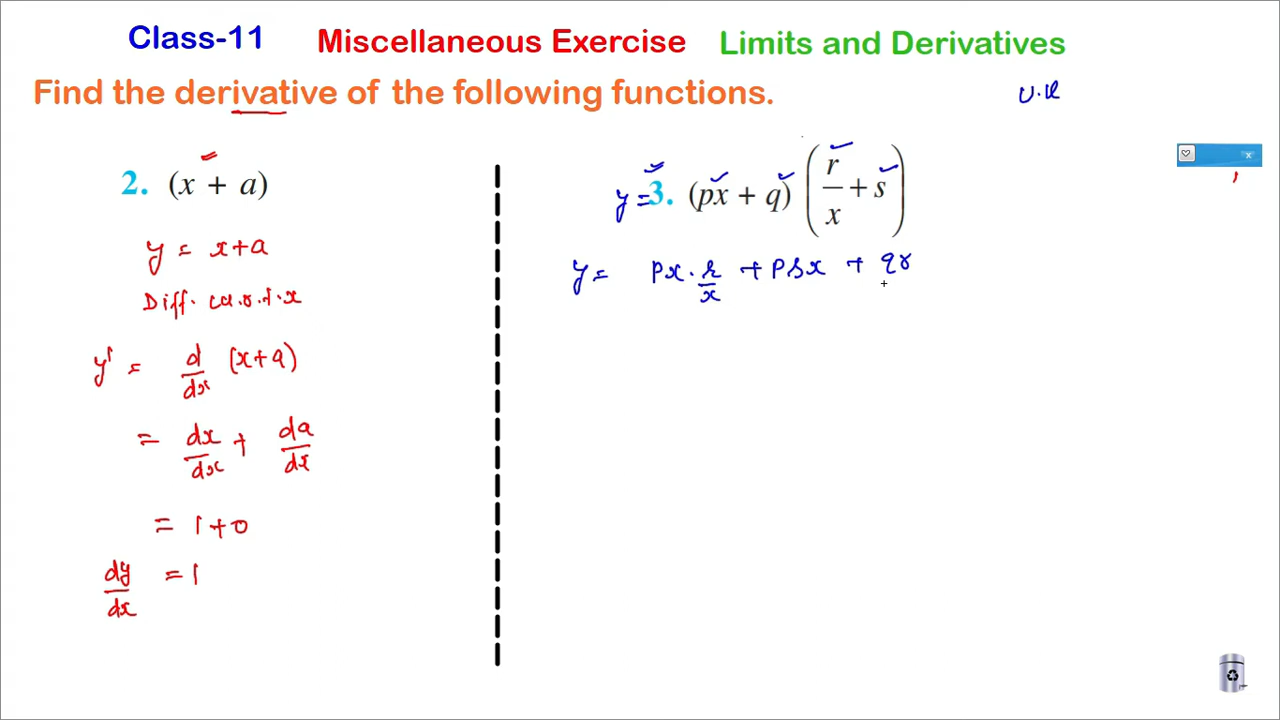 Class-11 Miscellaneous Exercise Limits and Derivatives
Find the derivative of the following functions.
2. (x + a)
y = x+a
Diff. w.r.t.x
y' = d/dx (x+a)
= dx/dx + da/dx
= 1+0
dy/dx = 1
y = 3. (px + q) (r/x + s)
y = px . r/x + psx + qr